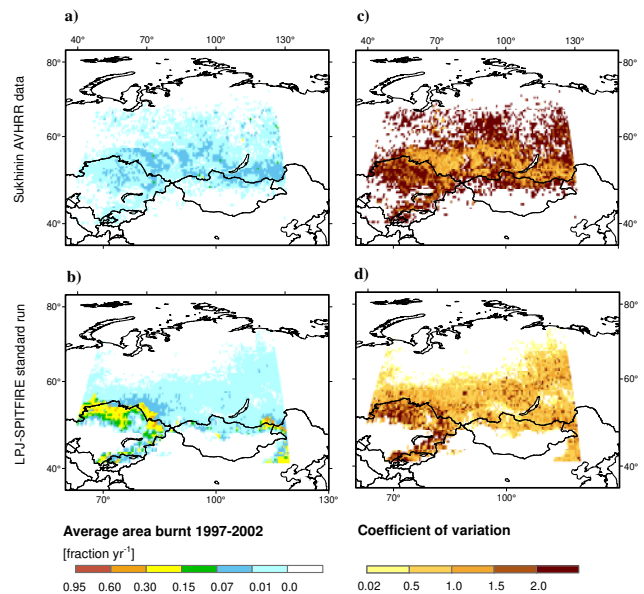 a)
c)
40°
70°
100°
130°
40°
70°
100°
130°
80°
60°
40°
80°
60°
40°
Sukhinin AVHRR data
b)
d)
80°
60°
40°
80°
60°
40°
LPJ-SPITFIRE standard run
70°
100°
130°
70°
100°
Average area burnt 1997-2002
Coefficient of variation
[fraction yr⁻¹]
0.95 0.60 0.30 0.15 0.07 0.01 0.0
0.02 0.5 1.0 1.5 2.0